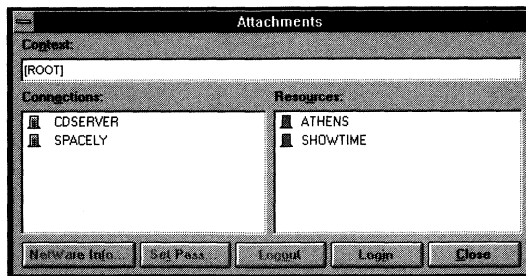 Attachments
Context:
[ROOT]
Connections:
Resources:
CDSERVER
SPACELY
ATHENS
SHOWTIME
NetWare Info...
Set Pass...
Logout
Login
Close